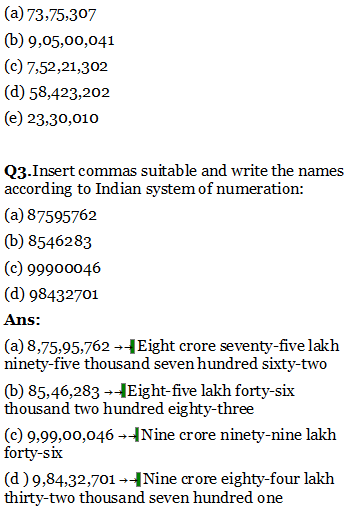 (a) 73,75,307
(b) 9,05,00,041
(c) 7,52,21,302
(d) 58,423,202
(e) 23,30,010
Q3.Insert commas suitable and write the names
according to Indian system of numeration:
(a) 87595762
(b) 8546283
(c) 99900046
(d) 98432701
Ans:
(a) 8,75,95,762 →Eight crore seventy-five lakh
ninety-five thousand seven hundred sixty-two
(b) 85,46,283 →Eight-five lakh forty-six
thousand two hundred eighty-three
(c) 9,99,00,046 →Nine crore ninety-nine lakh
forty-six
(d ) 9,84,32,701 →Nine crore eighty-four lakh
thirty-two thousand seven hundred one